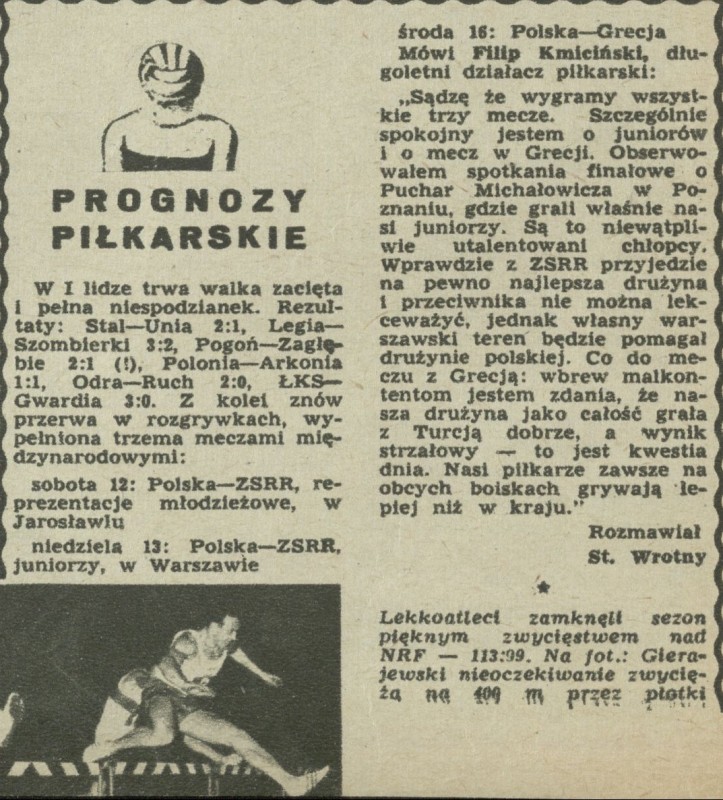 PROGNOZY
PIŁKARSKIE
W I lidze trwa walka zacięta
i pełna niespodzianek. Rezul-
taty: Stal—Unia 2:1, Legia—
Szombierki 3:2, Pogoń—Zagłę-
bie 2:1 (!), Polonia—Arkonia
1:1, Odra—Ruch 2:0, ŁKS—
Gwardia 3:0. Z kolei znów
przerwa w rozgrywkach, wy-
pełniona trzema meczami mię-
dzynarodowymi:
sobota 12: Polska—ZSRR, re-
prezentacje młodzieżowe, w
Jarosławiu
niedziela 13: Polska—ZSRR,
juniorzy, w Warszawie
środa 16: Polska—Grecja
Mówi Filip Kmiciński, dłu-
goletni działacz piłkarski:
„Sądzę że wygramy wszyst-
kie trzy mecze. Szczególnie
spokojny jestem o juniorów
i o mecz w Grecji. Obserwo-
wałem spotkania finałowe o
Puchar Michałowicza w Po-
znaniu, gdzie grali właśnie na-
si juniorzy. Są to niewątpli-
wie utalentowani chłopcy.
Wprawdzie z ZSRR przyjedzie
na pewno najlepsza drużyna
i przeciwnika nie można lek-
ceważyć, jednak własny war-
szawski teren będzie pomagał
drużynie polskiej. Co do me-
czu z Grecją: wbrew malkon-
tentom jestem zdania, że na-
sza drużyna jako całość grała
z Turcją dobrze, a wynik
strzałowy — to jest kwestia
dnia. Nasi piłkarze zawsze na
obcych boiskach grywają le-
piej niż w kraju.”
Rozmawiał
St. Wrotny
Lekkoatleci zamknęli sezon
pięknym zwycięstwem nad
NRF — 113:99. Na fot.: Giera-
jewski nieoczekiwanie zwycię-
ża na 400 m przez płotki